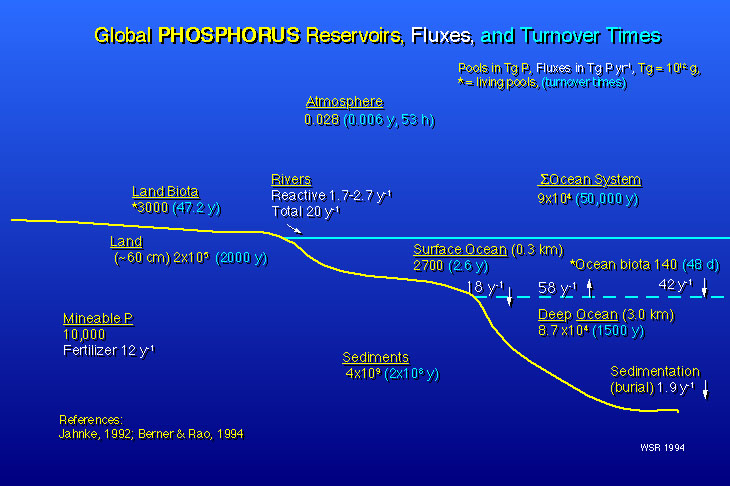 Global PHOSPHORUS Reservoirs, Fluxes, and Turnover Times
Pools in Tg P, Fluxes in Tg P yr⁻¹, Tg = 10¹² g,
* = living pools, (turnover times)
Atmosphere
0.028 (0.006 y, 53 h)
Land Biota
*3000 (47.2 y)
Rivers
Reactive 1.7-2.7 y⁻¹
Total 20 y⁻¹
ΣOcean System
9x10⁴ (50,000 y)
Land
(~60 cm) 2x10⁵ (2000 y)
Surface Ocean (0.3 km)
2700 (2.6 y)
*Ocean biota 140 (48 d)
18 y⁻¹
58 y⁻¹
42 y⁻¹
Mineable P
10,000
Fertilizer 12 y⁻¹
Deep Ocean (3.0 km)
8.7 x10⁴ (1500 y)
Sediments
4x10⁹ (2x10⁸ y)
Sedimentation
(burial) 1.9 y⁻¹
References:
Jahnke, 1992; Berner & Rao, 1994
WSR 1994